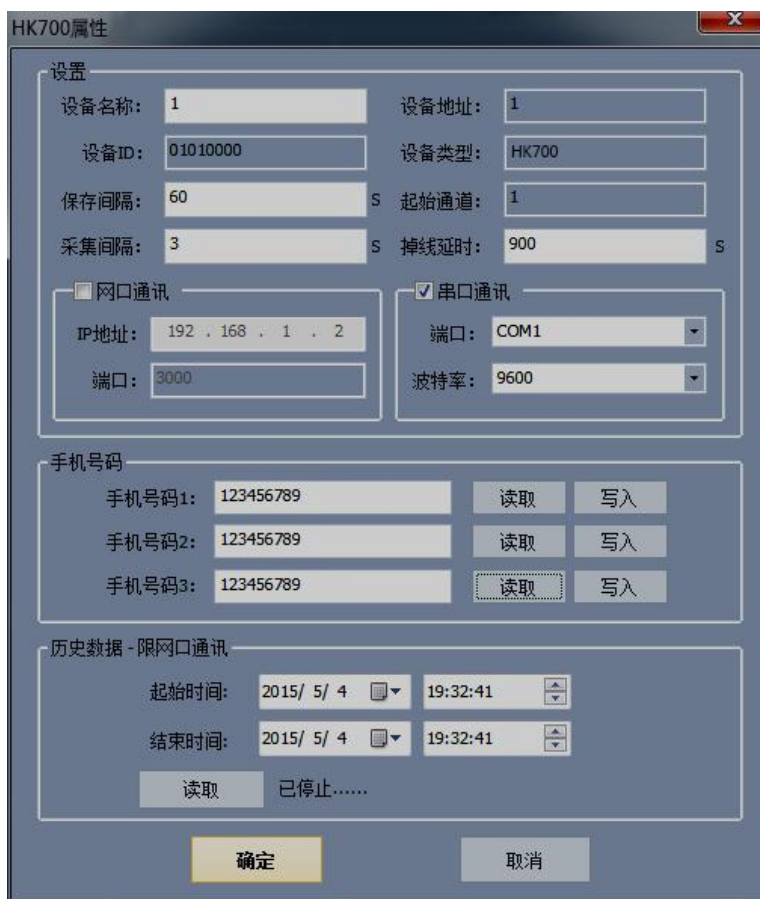 HK700属性
设置
设备名称: 1 设备地址: 1
设备ID: 01010000 设备类型: HK700
保存间隔: 60 S 起始通道: 1
采集间隔: 3 S 掉线延时: 900 S
网口通讯 串口通讯
IP地址: 192 . 168 . 1 . 2 端口: COM1
端口: 3000 波特率: 9600
手机号码
手机号码1: 123456789 读取 写入
手机号码2: 123456789 读取 写入
手机号码3: 123456789 读取 写入
历史数据-限网口通讯
起始时间: 2015/ 5/ 4 19:32:41
结束时间: 2015/ 5/ 4 19:32:41
读取 已停止......
确定 取消